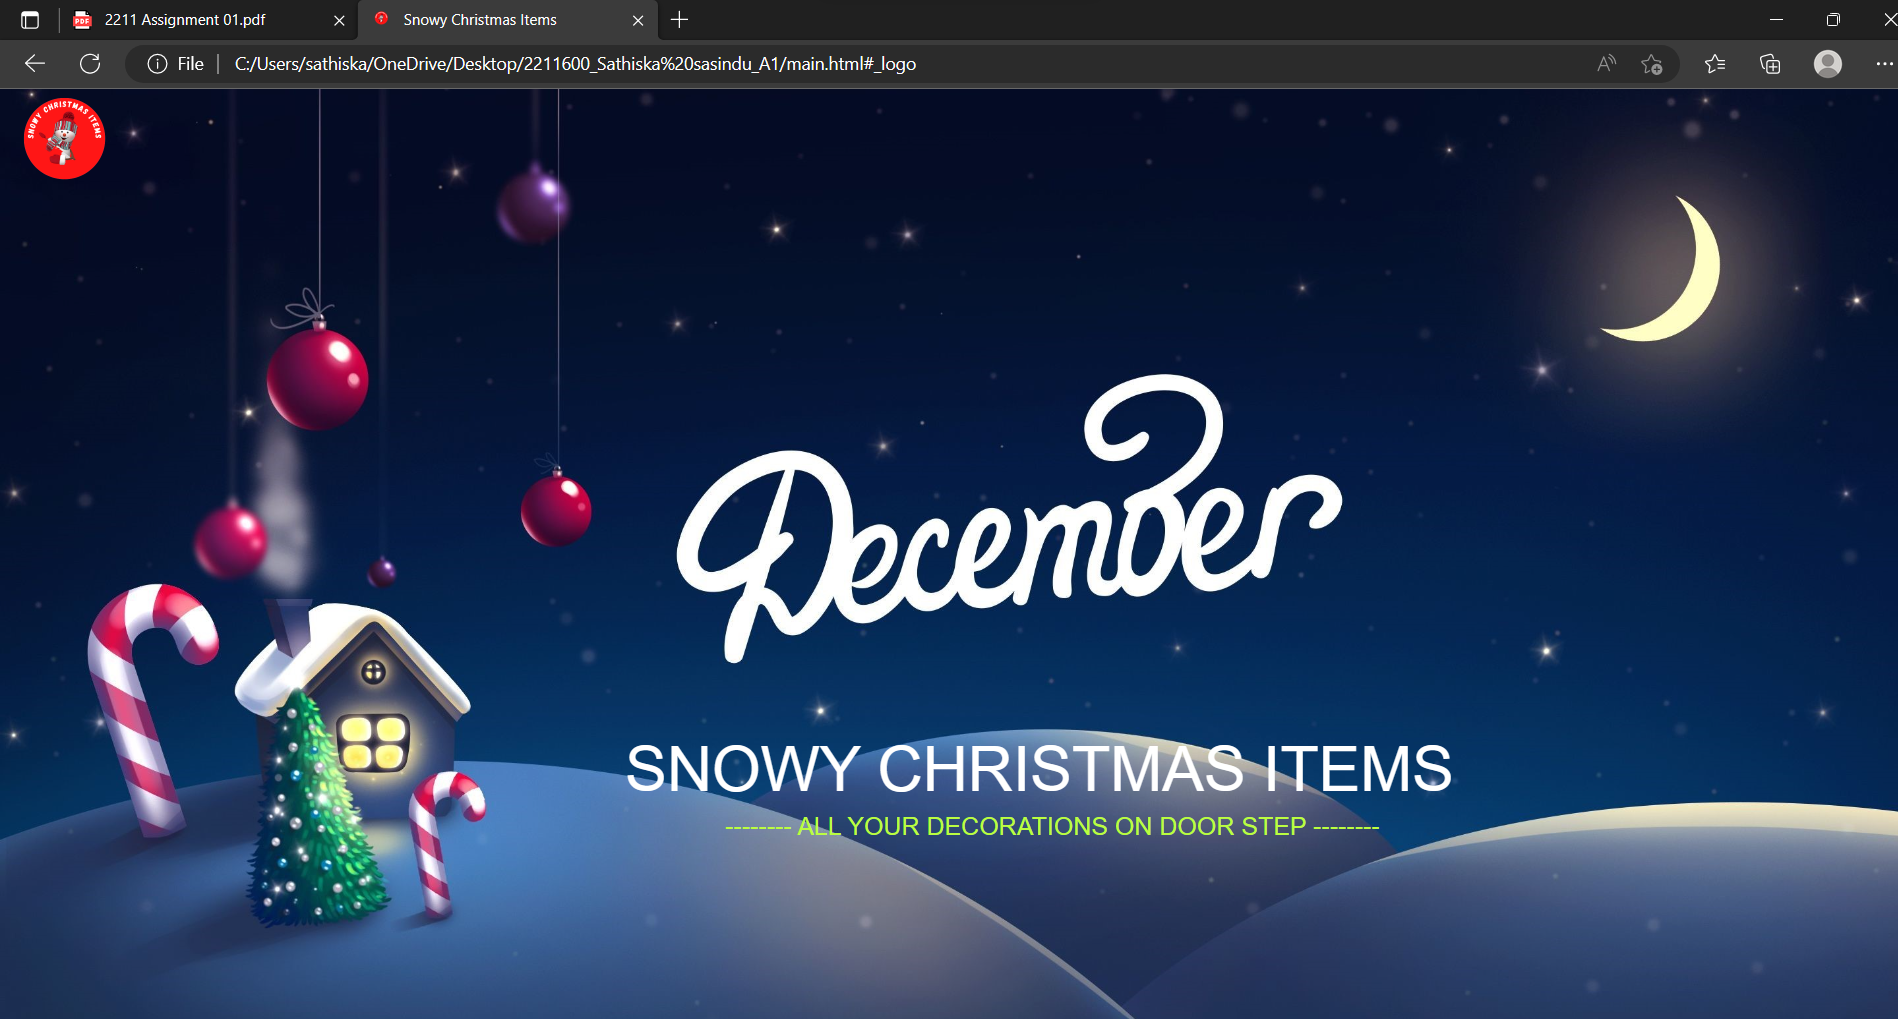 2211 Assignment 01.pdf
Snowy Christmas Items
File
C:/Users/sathiska/OneDrive/Desktop/2211600_Sathiska%20sasindu_A1/main.html#_logo
SNOWY CHRISTMAS ITEMS
December
SNOWY CHRISTMAS ITEMS
-------- ALL YOUR DECORATIONS ON DOOR STEP --------